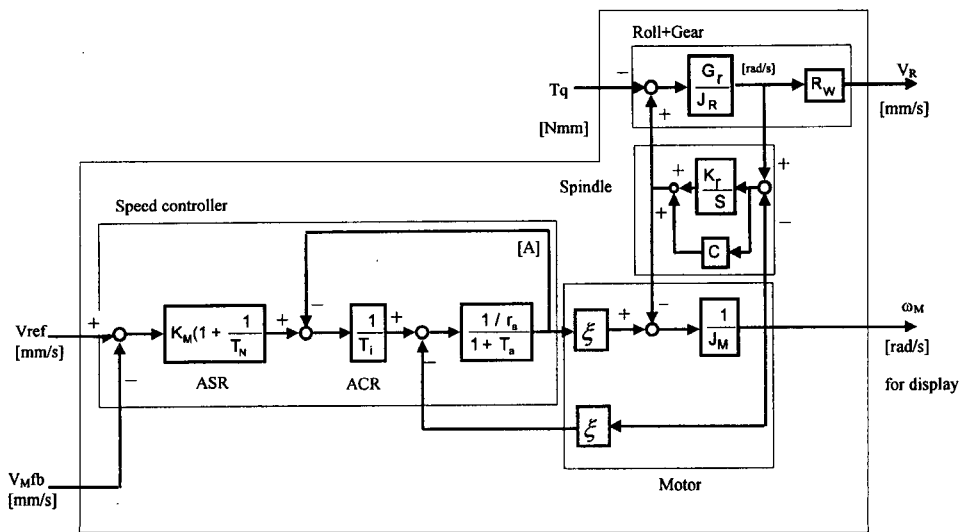 Roll+Gear
−
Tq
[Nmm]
+
G_r
J_R
[rad/s]
R_W
V_R
[mm/s]
Spindle
+
+
K_r
S
+
−
C
Speed controller
[A]
Vref
[mm/s]
+
−
K_M(1 + 1
T_N
ASR
+
−
1
T_i
ACR
+
−
1 / r_a
1 + T_a
ξ
+
−
1
J_M
ω_M
[rad/s]
for display
ξ
V_Mfb
[mm/s]
Motor